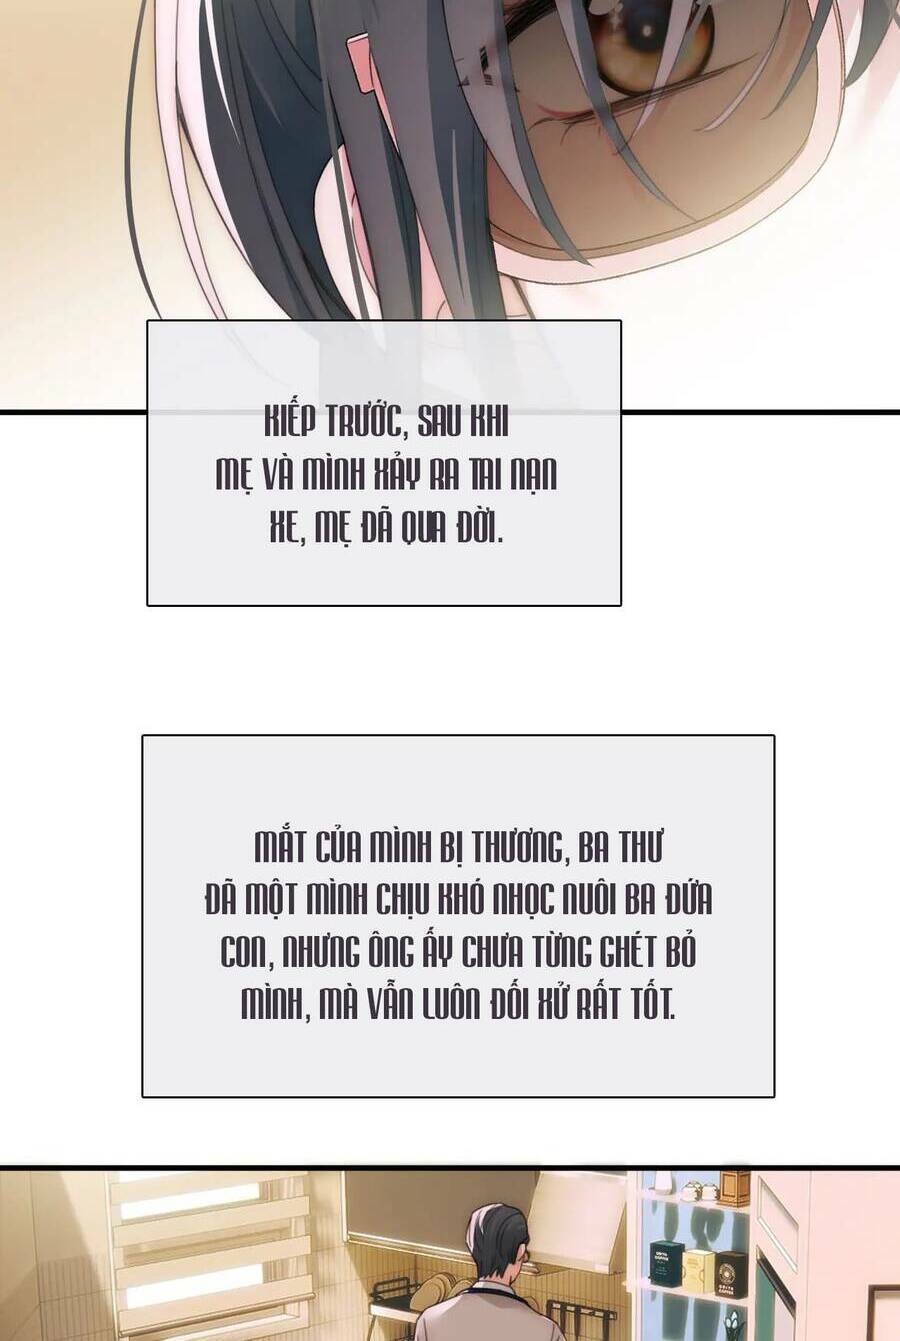 KIẾP TRƯỚC, SAU KHI
MẸ VÀ MÌNH XẢY RA TAI NẠN
XE, MẸ ĐÃ QUA ĐỜI.
MẮT CỦA MÌNH BỊ THƯƠNG, BA THƯ
ĐÃ MỘT MÌNH CHỊU KHÓ NHỌC NUÔI BA ĐỨA
CON, NHƯNG ÔNG ẤY CHƯA TỪNG GHÉT BỎ
MÌNH, MÀ VẪN LUÔN ĐỐI XỬ RẤT TỐT.